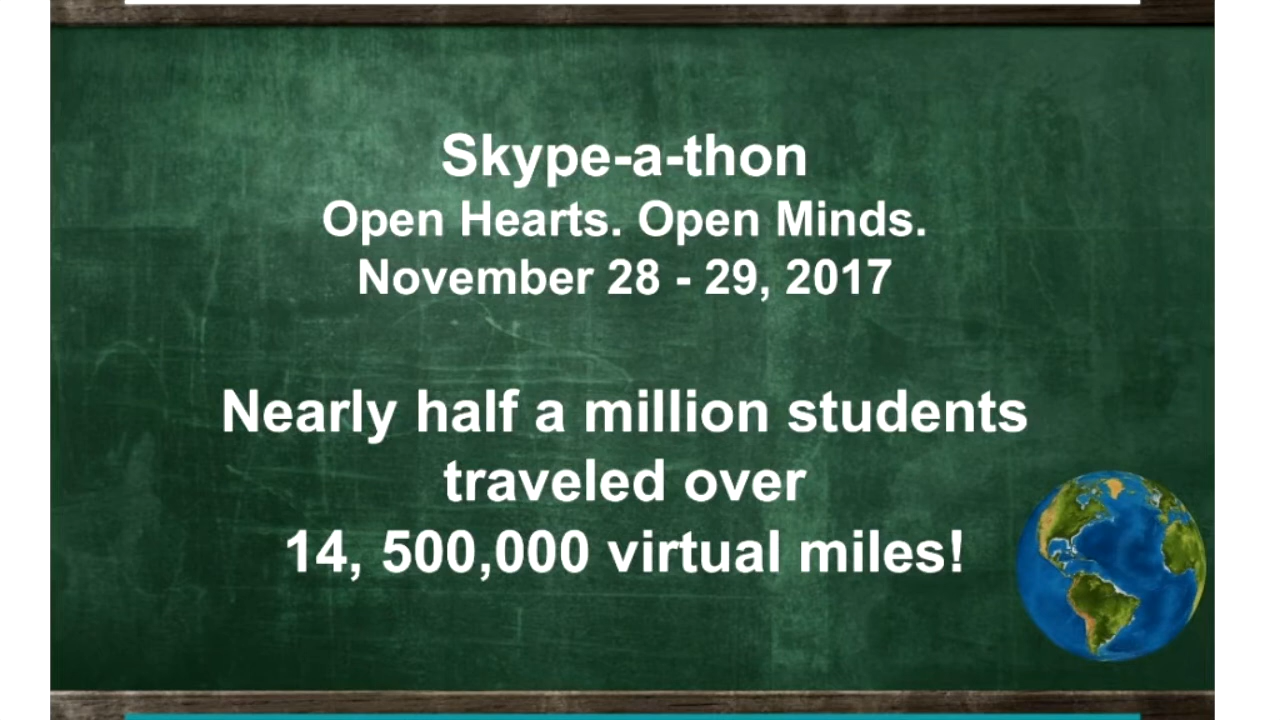 Skype-a-thon
Open Hearts. Open Minds.
November 28 - 29, 2017
Nearly half a million students
traveled over
14, 500,000 virtual miles!